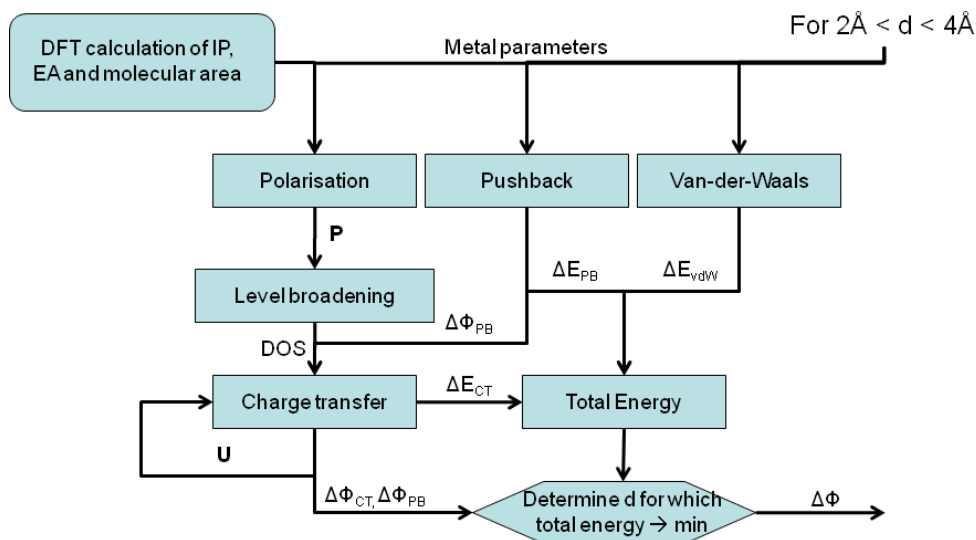 For 2Å < d < 4Å
DFT calculation of IP,
EA and molecular area
Metal parameters
Polarisation
Pushback
Van-der-Waals
P
ΔE_PB
ΔE_vdW
Level broadening
ΔΦ_PB
DOS
ΔE_CT
Charge transfer
Total Energy
U
ΔΦ_CT, ΔΦ_PB
Determine d for which
total energy → min
ΔΦ